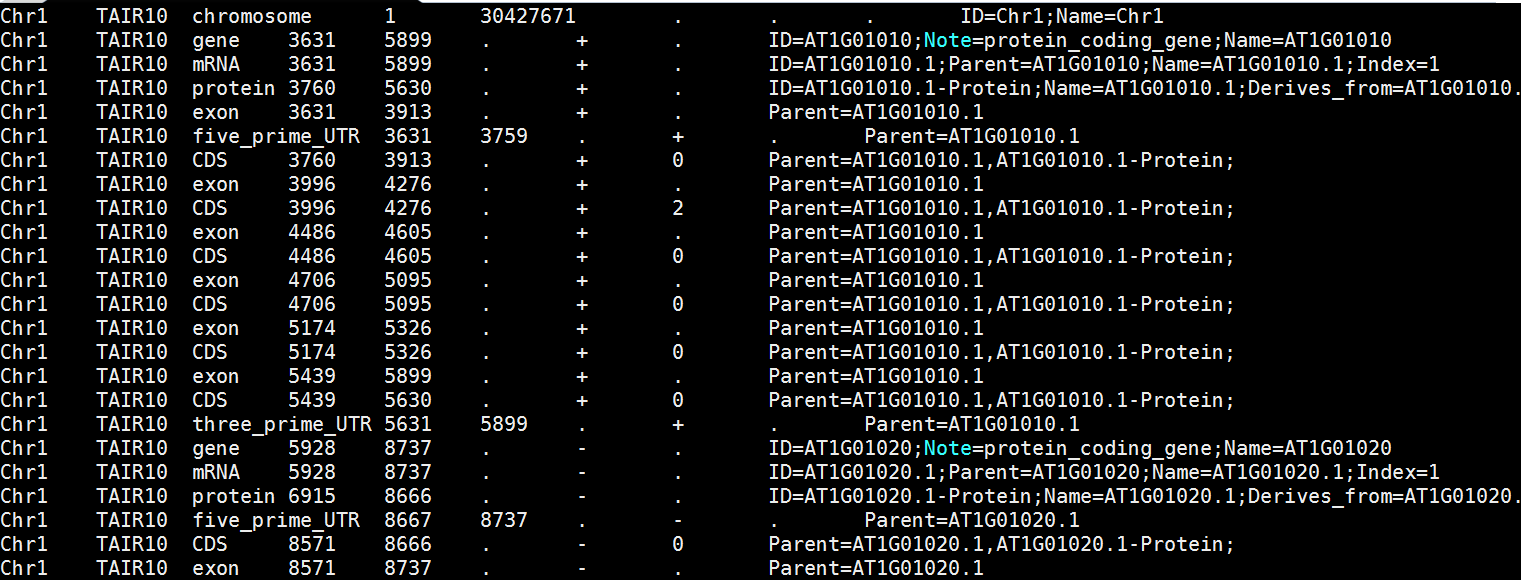 Chr1 TAIR10 chromosome 1 30427671 . . . ID=Chr1;Name=Chr1
Chr1 TAIR10 gene 3631 5899 . + . ID=AT1G01010;Note=protein_coding_gene;Name=AT1G01010
Chr1 TAIR10 mRNA 3631 5899 . + . ID=AT1G01010.1;Parent=AT1G01010;Name=AT1G01010.1;Index=1
Chr1 TAIR10 protein 3760 5630 . + . ID=AT1G01010.1-Protein;Name=AT1G01010.1;Derives_from=AT1G01010.
Chr1 TAIR10 exon 3631 3913 . + . Parent=AT1G01010.1
Chr1 TAIR10 five_prime_UTR 3631 3759 . + . Parent=AT1G01010.1
Chr1 TAIR10 CDS 3760 3913 . + 0 Parent=AT1G01010.1,AT1G01010.1-Protein;
Chr1 TAIR10 exon 3996 4276 . + . Parent=AT1G01010.1
Chr1 TAIR10 CDS 3996 4276 . + 2 Parent=AT1G01010.1,AT1G01010.1-Protein;
Chr1 TAIR10 exon 4486 4605 . + . Parent=AT1G01010.1
Chr1 TAIR10 CDS 4486 4605 . + 0 Parent=AT1G01010.1,AT1G01010.1-Protein;
Chr1 TAIR10 exon 4706 5095 . + . Parent=AT1G01010.1
Chr1 TAIR10 CDS 4706 5095 . + 0 Parent=AT1G01010.1,AT1G01010.1-Protein;
Chr1 TAIR10 exon 5174 5326 . + . Parent=AT1G01010.1
Chr1 TAIR10 CDS 5174 5326 . + 0 Parent=AT1G01010.1,AT1G01010.1-Protein;
Chr1 TAIR10 exon 5439 5899 . + . Parent=AT1G01010.1
Chr1 TAIR10 CDS 5439 5630 . + 0 Parent=AT1G01010.1,AT1G01010.1-Protein;
Chr1 TAIR10 three_prime_UTR 5631 5899 . + . Parent=AT1G01010.1
Chr1 TAIR10 gene 5928 8737 . - . ID=AT1G01020;Note=protein_coding_gene;Name=AT1G01020
Chr1 TAIR10 mRNA 5928 8737 . - . ID=AT1G01020.1;Parent=AT1G01020;Name=AT1G01020.1;Index=1
Chr1 TAIR10 protein 6915 8666 . - . ID=AT1G01020.1-Protein;Name=AT1G01020.1;Derives_from=AT1G01020.
Chr1 TAIR10 five_prime_UTR 8667 8737 . - . Parent=AT1G01020.1
Chr1 TAIR10 CDS 8571 8666 . - 0 Parent=AT1G01020.1,AT1G01020.1-Protein;
Chr1 TAIR10 exon 8571 8737 . - . Parent=AT1G01020.1